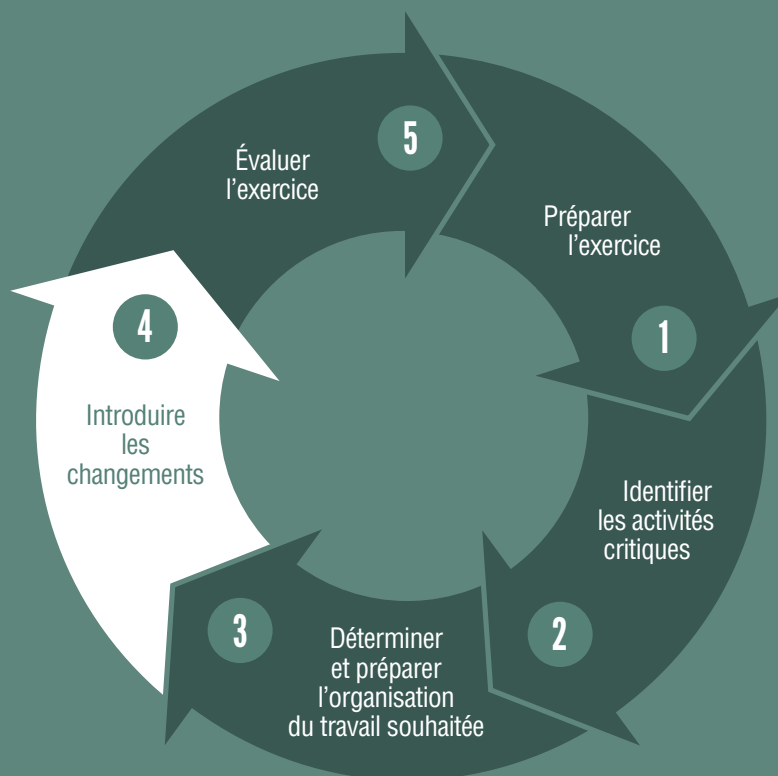 Préparer
l'exercice
1
Identifier
les activités
critiques
2
Déterminer
et préparer
l'organisation
du travail souhaitée
3
Introduire
les
changements
4
Évaluer
l'exercice
5